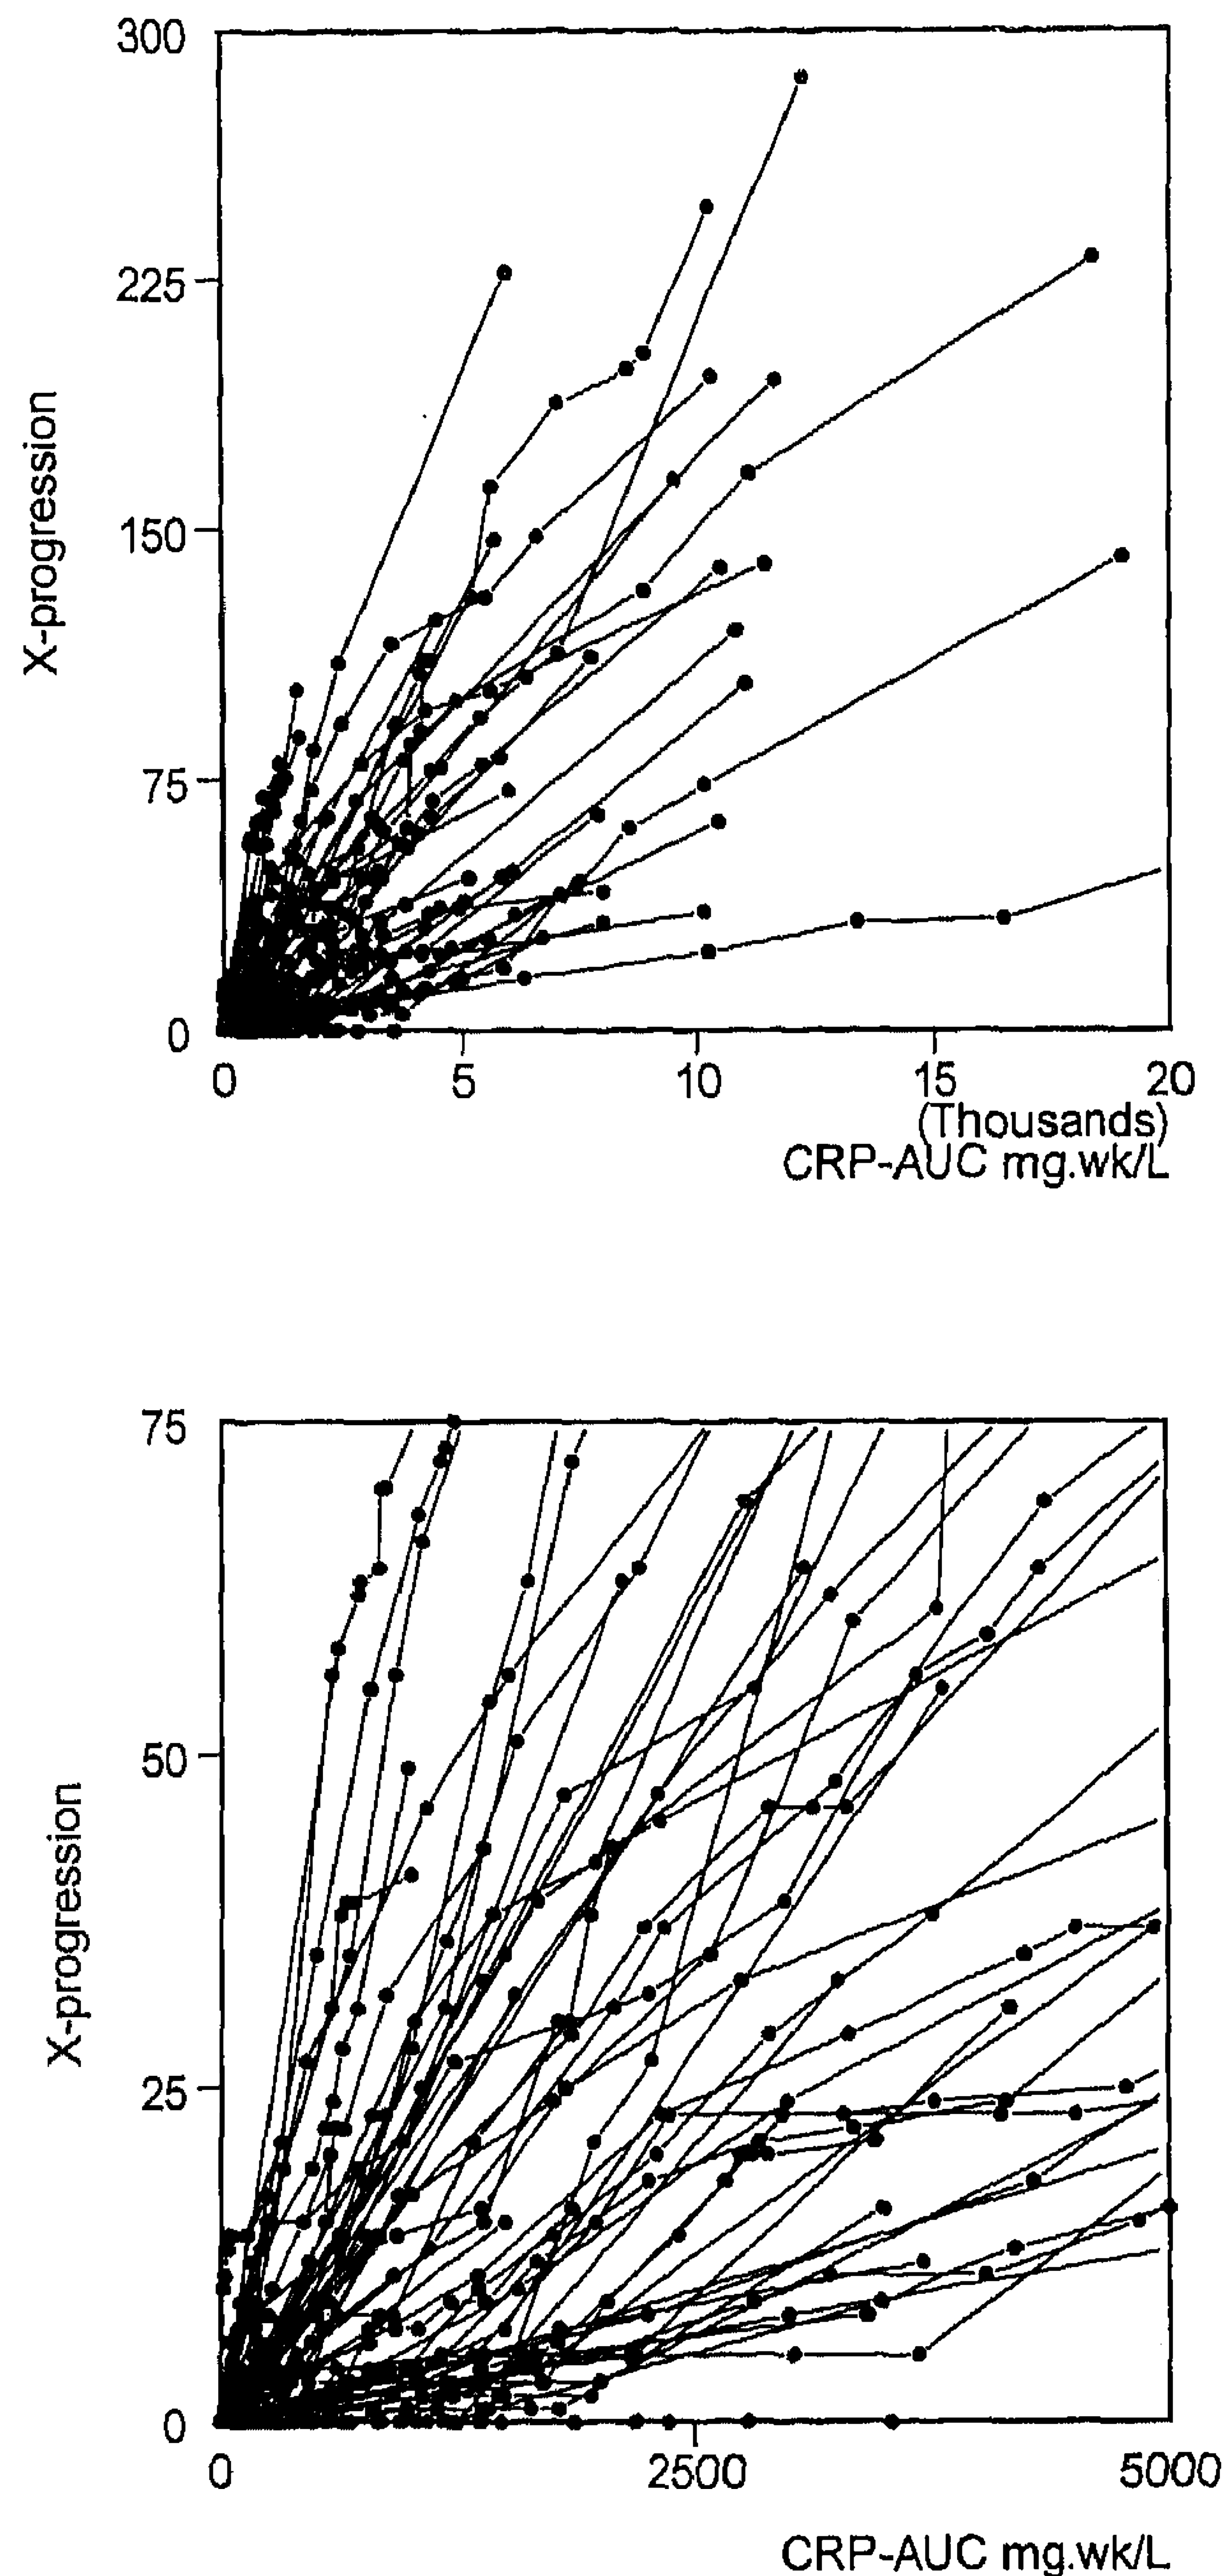 300
225
150
75
0
X-progression
0 5 10 15 20
(Thousands)
CRP-AUC mg.wk/L
75
50
25
0
X-progression
0 2500 5000
CRP-AUC mg.wk/L